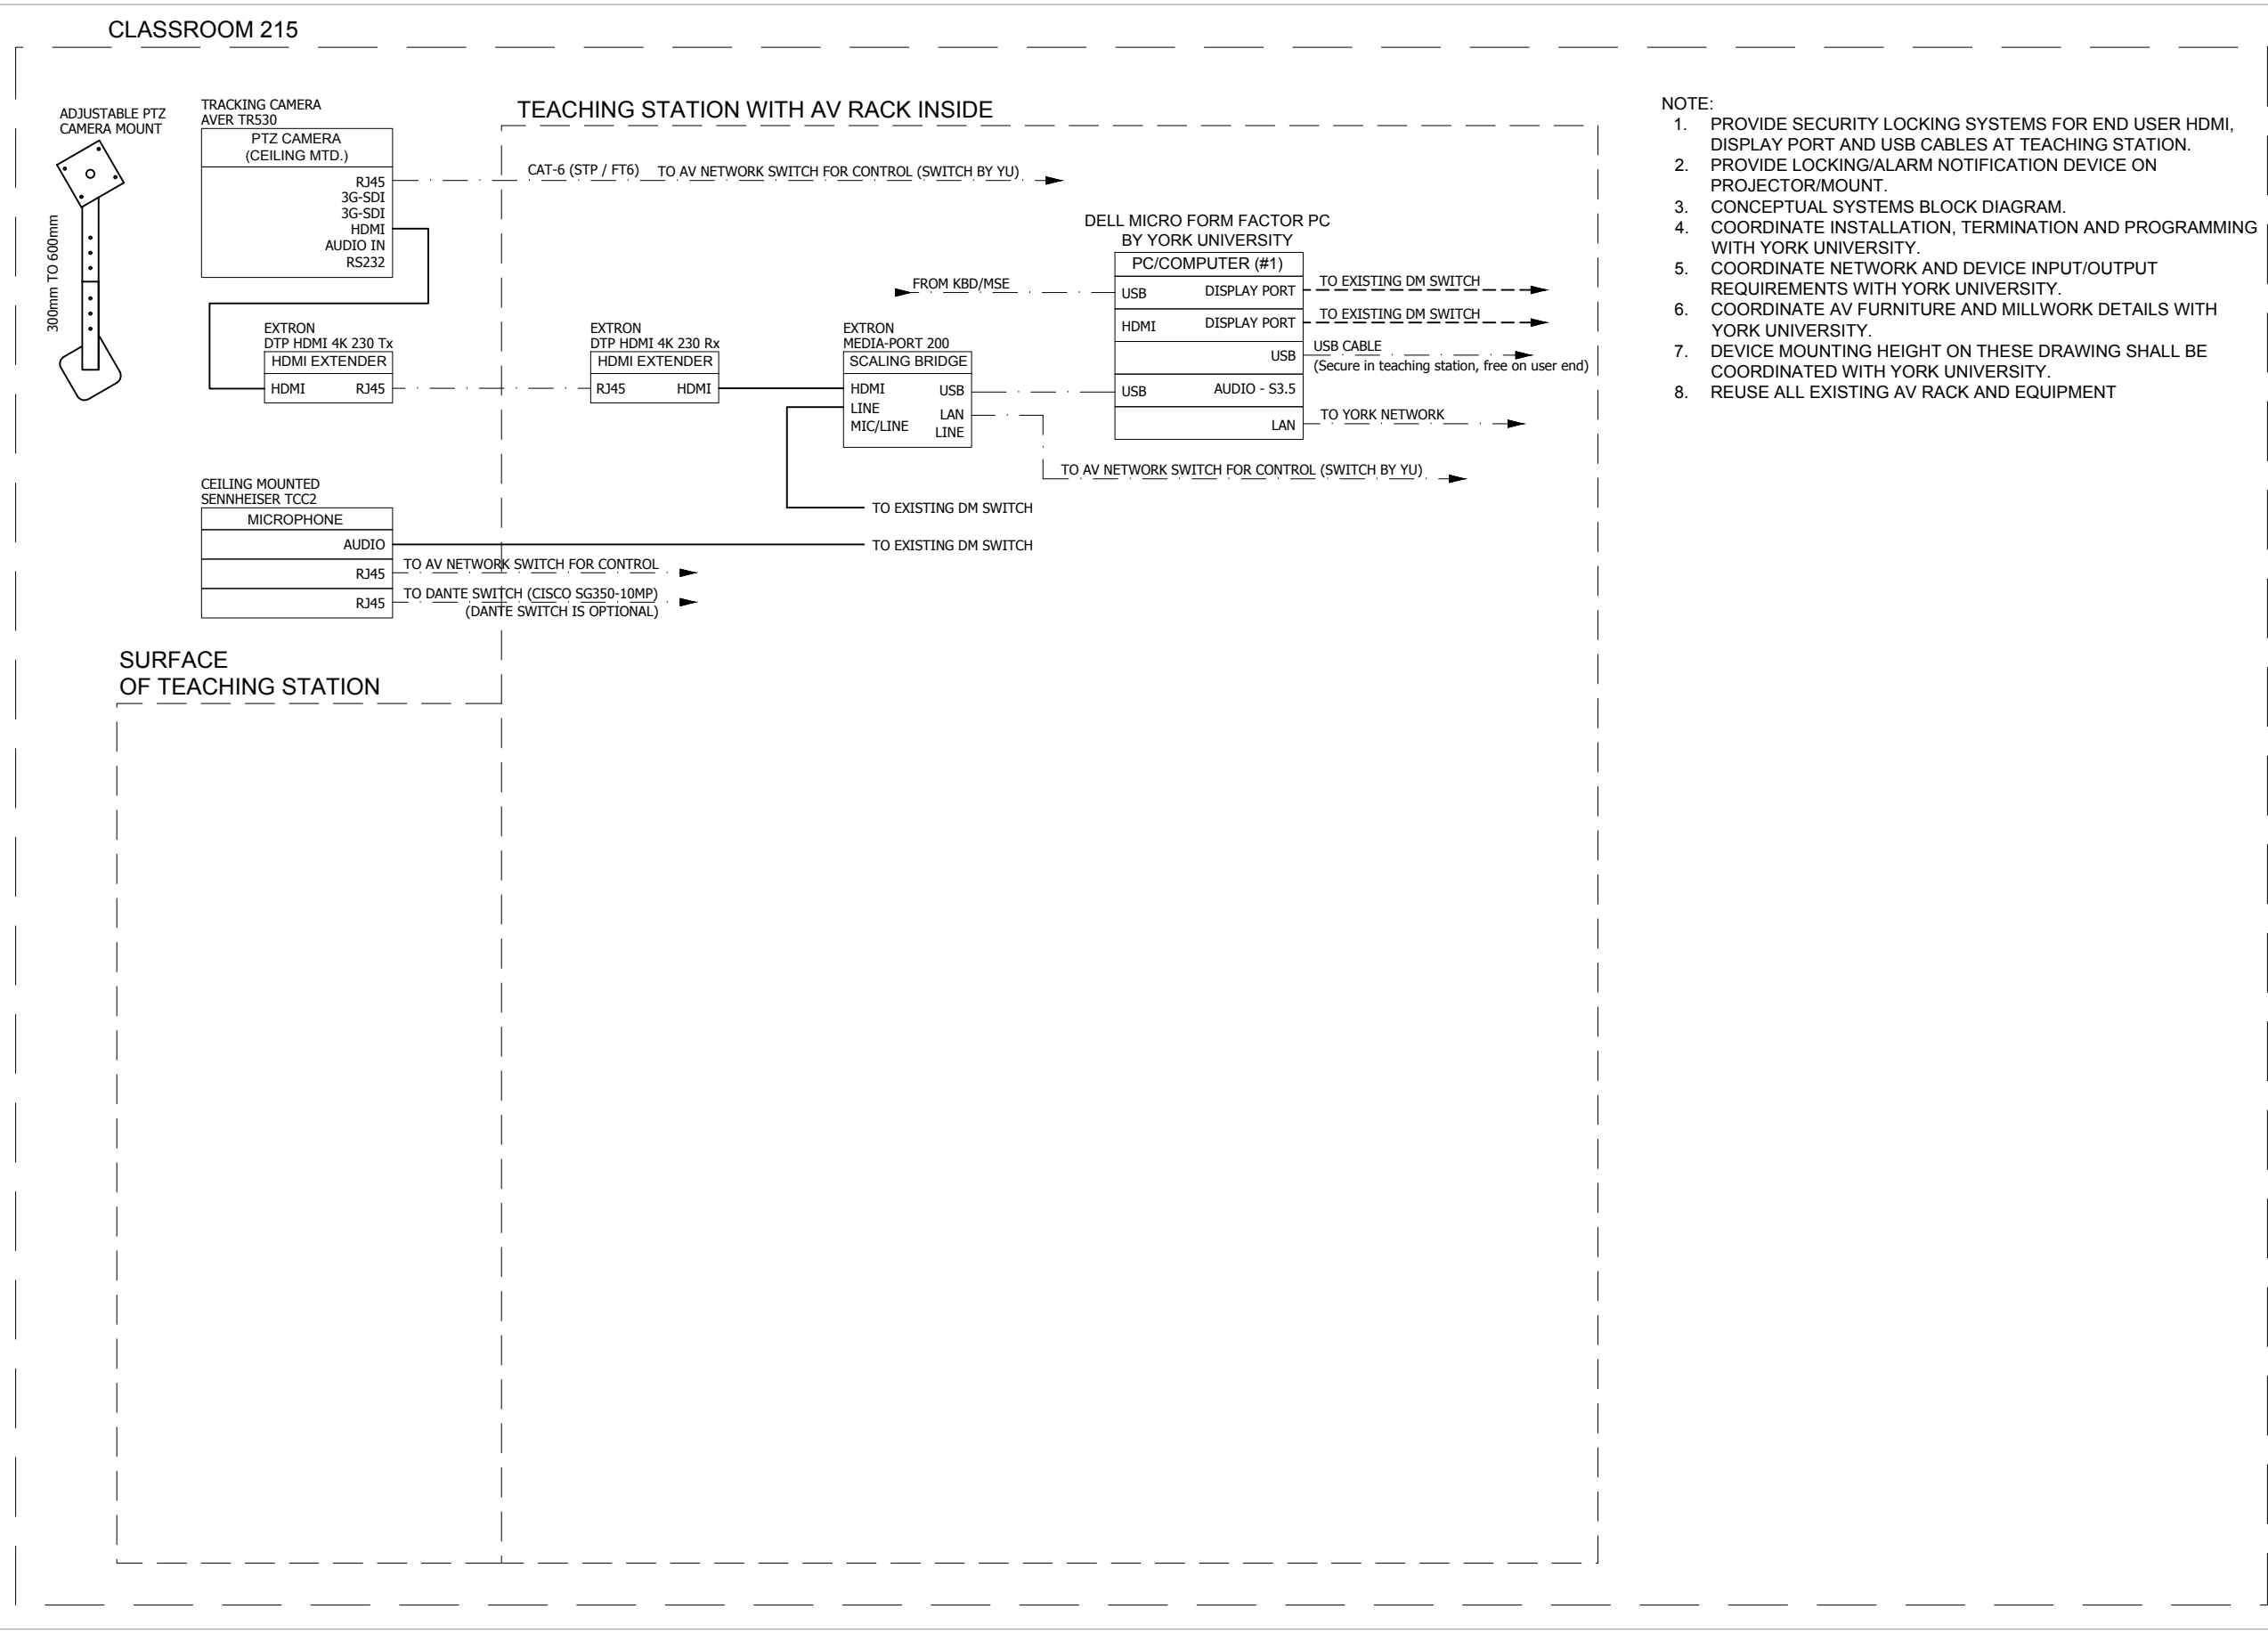 CLASSROOM 215
ADJUSTABLE PTZ
CAMERA MOUNT
300mm TO 600mm
TRACKING CAMERA
AVER TR530
PTZ CAMERA
(CEILING MTD.)
RJ45
3G-SDI
3G-SDI
HDMI
AUDIO IN
RS232
TEACHING STATION WITH AV RACK INSIDE
CAT-6 (STP / FT6) TO AV NETWORK SWITCH FOR CONTROL (SWITCH BY YU)
EXTRON
DTP HDMI 4K 230 Tx
HDMI EXTENDER
HDMI RJ45
EXTRON
DTP HDMI 4K 230 Rx
HDMI EXTENDER
RJ45 HDMI
EXTRON
MEDIA-PORT 200
SCALING BRIDGE
HDMI USB
LINE LAN
MIC/LINE LINE
DELL MICRO FORM FACTOR PC
BY YORK UNIVERSITY
PC/COMPUTER (#1)
FROM KBD/MSE
USB DISPLAY PORT
TO EXISTING DM SWITCH
HDMI DISPLAY PORT
TO EXISTING DM SWITCH
USB
USB CABLE
(Secure in teaching station, free on user end)
USB AUDIO - S3.5
LAN
TO YORK NETWORK
TO AV NETWORK SWITCH FOR CONTROL (SWITCH BY YU)
TO EXISTING DM SWITCH
CEILING MOUNTED
SENNHEISER TCC2
MICROPHONE
AUDIO
TO EXISTING DM SWITCH
RJ45
TO AV NETWORK SWITCH FOR CONTROL
RJ45
TO DANTE SWITCH (CISCO SG350-10MP)
(DANTE SWITCH IS OPTIONAL)
SURFACE
OF TEACHING STATION
NOTE:
1. PROVIDE SECURITY LOCKING SYSTEMS FOR END USER HDMI,
DISPLAY PORT AND USB CABLES AT TEACHING STATION.
2. PROVIDE LOCKING/ALARM NOTIFICATION DEVICE ON
PROJECTOR/MOUNT.
3. CONCEPTUAL SYSTEMS BLOCK DIAGRAM.
4. COORDINATE INSTALLATION, TERMINATION AND PROGRAMMING
WITH YORK UNIVERSITY.
5. COORDINATE NETWORK AND DEVICE INPUT/OUTPUT
REQUIREMENTS WITH YORK UNIVERSITY.
6. COORDINATE AV FURNITURE AND MILLWORK DETAILS WITH
YORK UNIVERSITY.
7. DEVICE MOUNTING HEIGHT ON THESE DRAWING SHALL BE
COORDINATED WITH YORK UNIVERSITY.
8. REUSE ALL EXISTING AV RACK AND EQUIPMENT